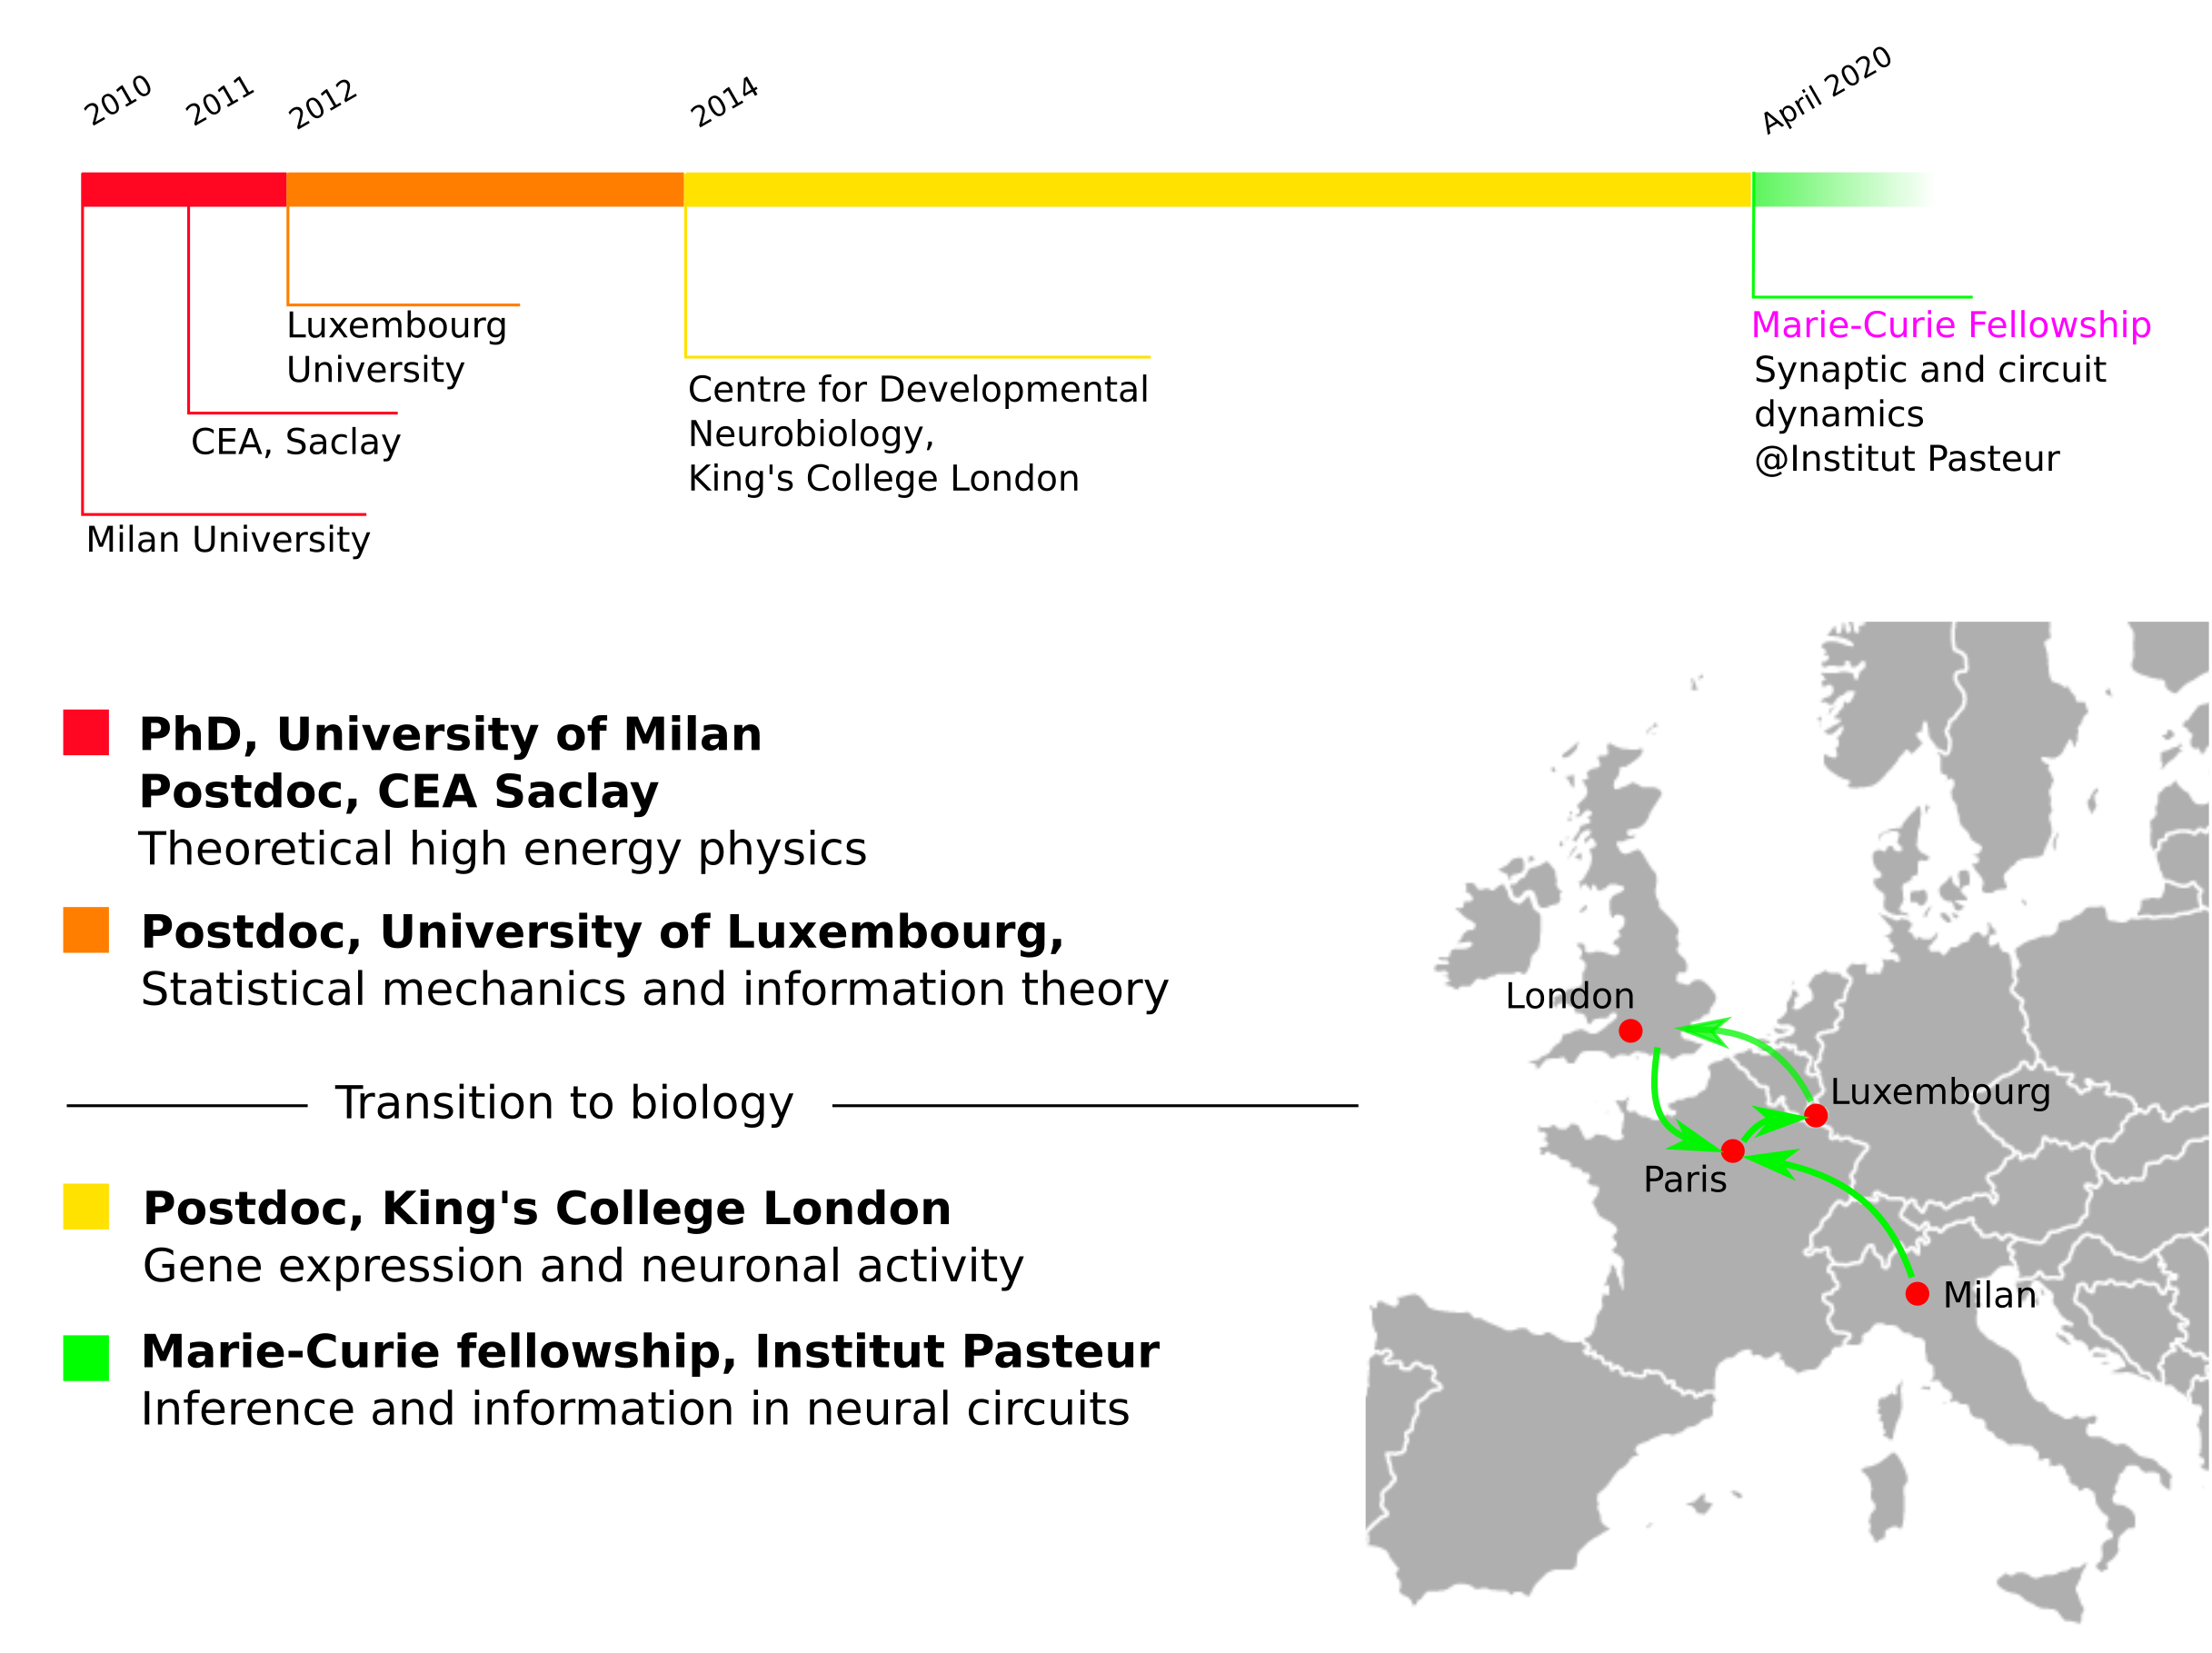 2010
2011
2012
2014
April 2020
Luxembourg
University
CEA, Saclay
Milan University
Centre for Developmental
Neurobiology,
King's College London
Marie-Curie Fellowship
Synaptic and circuit
dynamics
@Institut Pasteur
PhD, University of Milan
Postdoc, CEA Saclay
Theoretical high energy physics
Postdoc, University of Luxembourg,
Statistical mechanics and information theory
Transition to biology
Postdoc, King's College London
Gene expression and neuronal activity
Marie-Curie fellowship, Institut Pasteur
Inference and information in neural circuits
London
Luxembourg
Paris
Milan